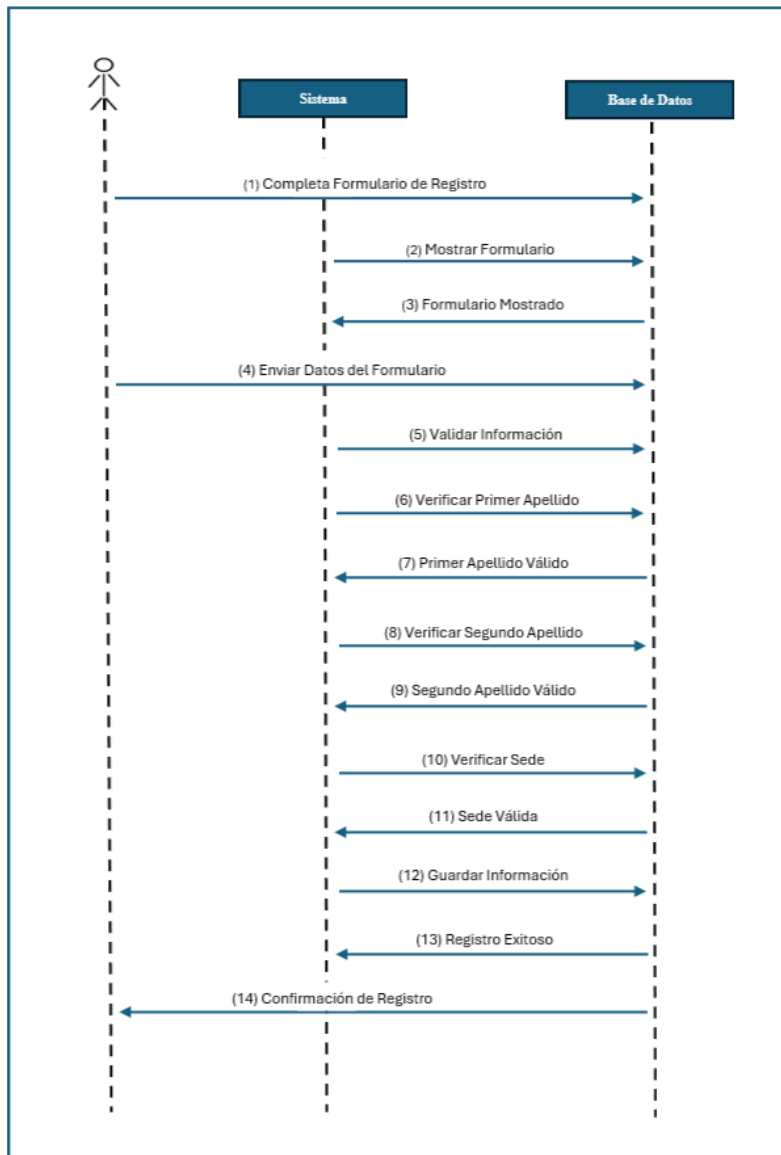 Sistema
Base de Datos
(1) Completa Formulario de Registro
(2) Mostrar Formulario
(3) Formulario Mostrado
(4) Enviar Datos del Formulario
(5) Validar Información
(6) Verificar Primer Apellido
(7) Primer Apellido Válido
(8) Verificar Segundo Apellido
(9) Segundo Apellido Válido
(10) Verificar Sede
(11) Sede Válida
(12) Guardar Información
(13) Registro Exitoso
(14) Confirmación de Registro